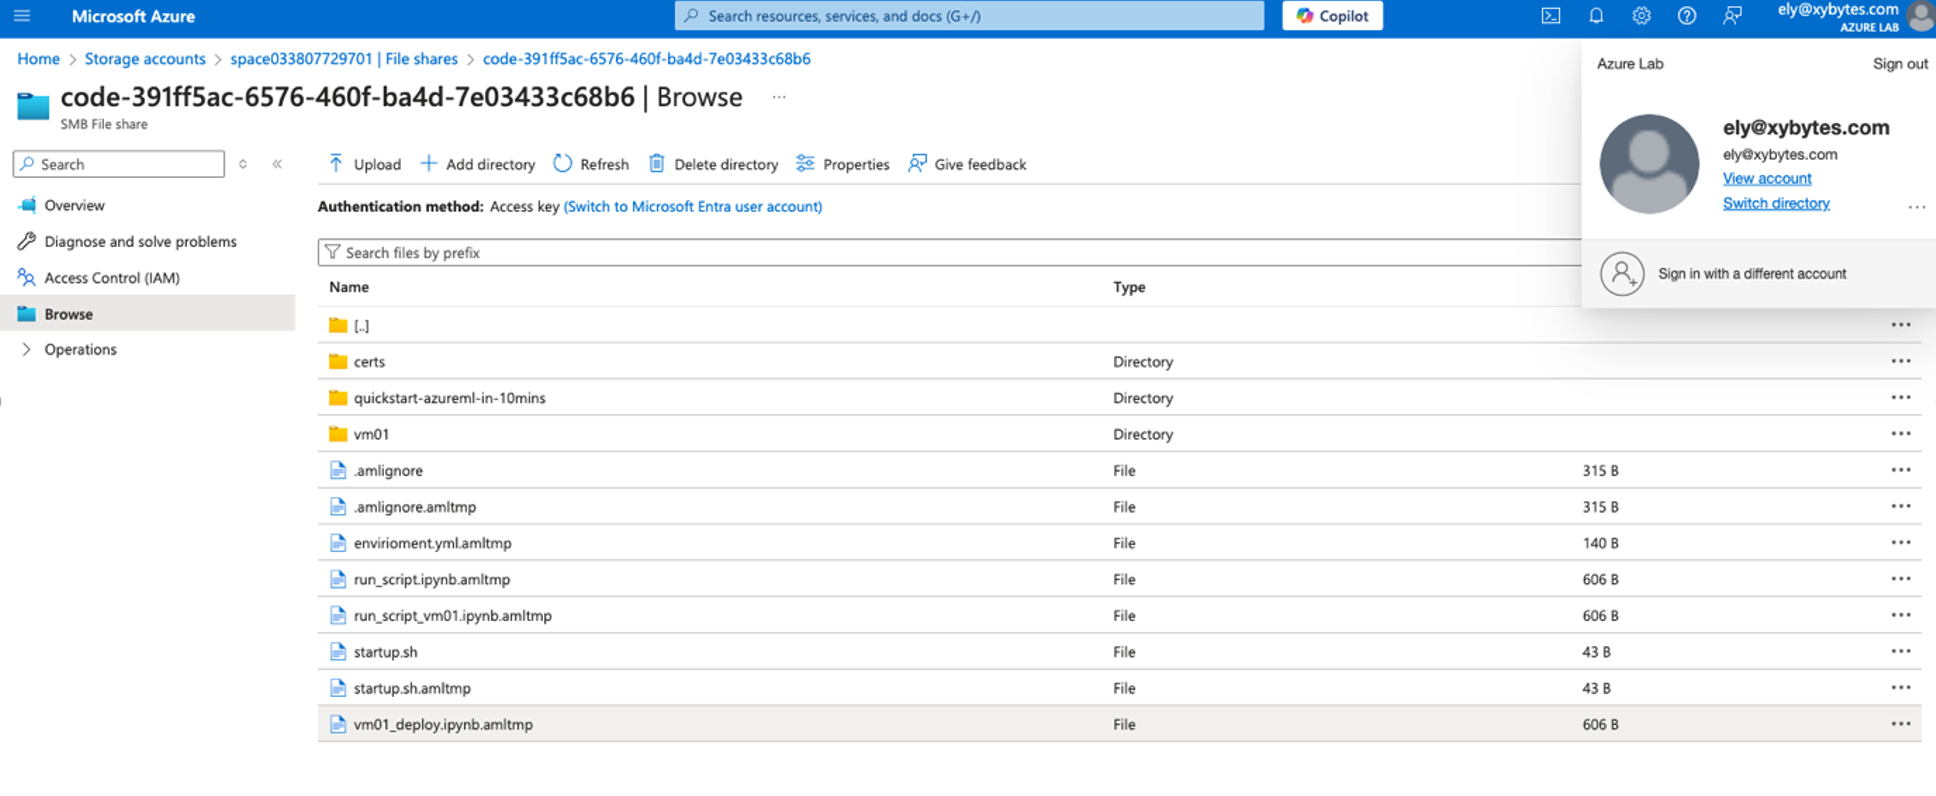 Microsoft Azure
Search resources, services, and docs (G+/)
Copilot
ely@xybytes.com
AZURE LAB
Home > Storage accounts > space033807729701 | File shares > code-391ff5ac-6576-460f-ba4d-7e03433c68b6
code-391ff5ac-6576-460f-ba4d-7e03433c68b6 | Browse ...
SMB File share
Azure Lab
Sign out
ely@xybytes.com
ely@xybytes.com
View account
Switch directory
Sign in with a different account
Search
Overview
Diagnose and solve problems
Access Control (IAM)
Browse
Operations
Upload
Add directory
Refresh
Delete directory
Properties
Give feedback
Authentication method: Access key (Switch to Microsoft Entra user account)
Search files by prefix
Name Type
[..]
certs Directory
quickstart-azureml-in-10mins Directory
vm01 Directory
.amlignore File 315 B
.amlignore.amltmp File 315 B
envirioment.yml.amltmp File 140 B
run_script.ipynb.amltmp File 606 B
run_script_vm01.ipynb.amltmp File 606 B
startup.sh File 43 B
startup.sh.amltmp File 43 B
vm01_deploy.ipynb.amltmp File 606 B